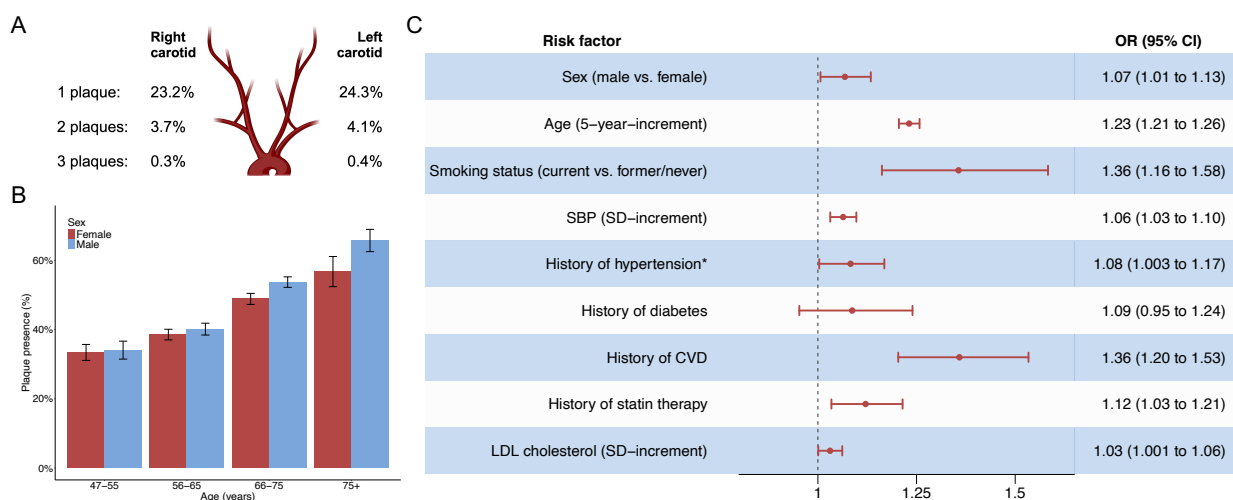 A
Right carotid
Left carotid
1 plaque: 23.2% 24.3%
2 plaques: 3.7% 4.1%
3 plaques: 0.3% 0.4%
B
Plaque presence (%)
Sex
Female
Male
60%
40%
20%
0%
47–55 56–65 66–75 75+
Age (years)
C
Risk factor OR (95% CI)
Sex (male vs. female) 1.07 (1.01 to 1.13)
Age (5−year−increment) 1.23 (1.21 to 1.26)
Smoking status (current vs. former/never) 1.36 (1.16 to 1.58)
SBP (SD−increment) 1.06 (1.03 to 1.10)
History of hypertension* 1.08 (1.003 to 1.17)
History of diabetes 1.09 (0.95 to 1.24)
History of CVD 1.36 (1.20 to 1.53)
History of statin therapy 1.12 (1.03 to 1.21)
LDL cholesterol (SD−increment) 1.03 (1.001 to 1.06)
1 1.25 1.5